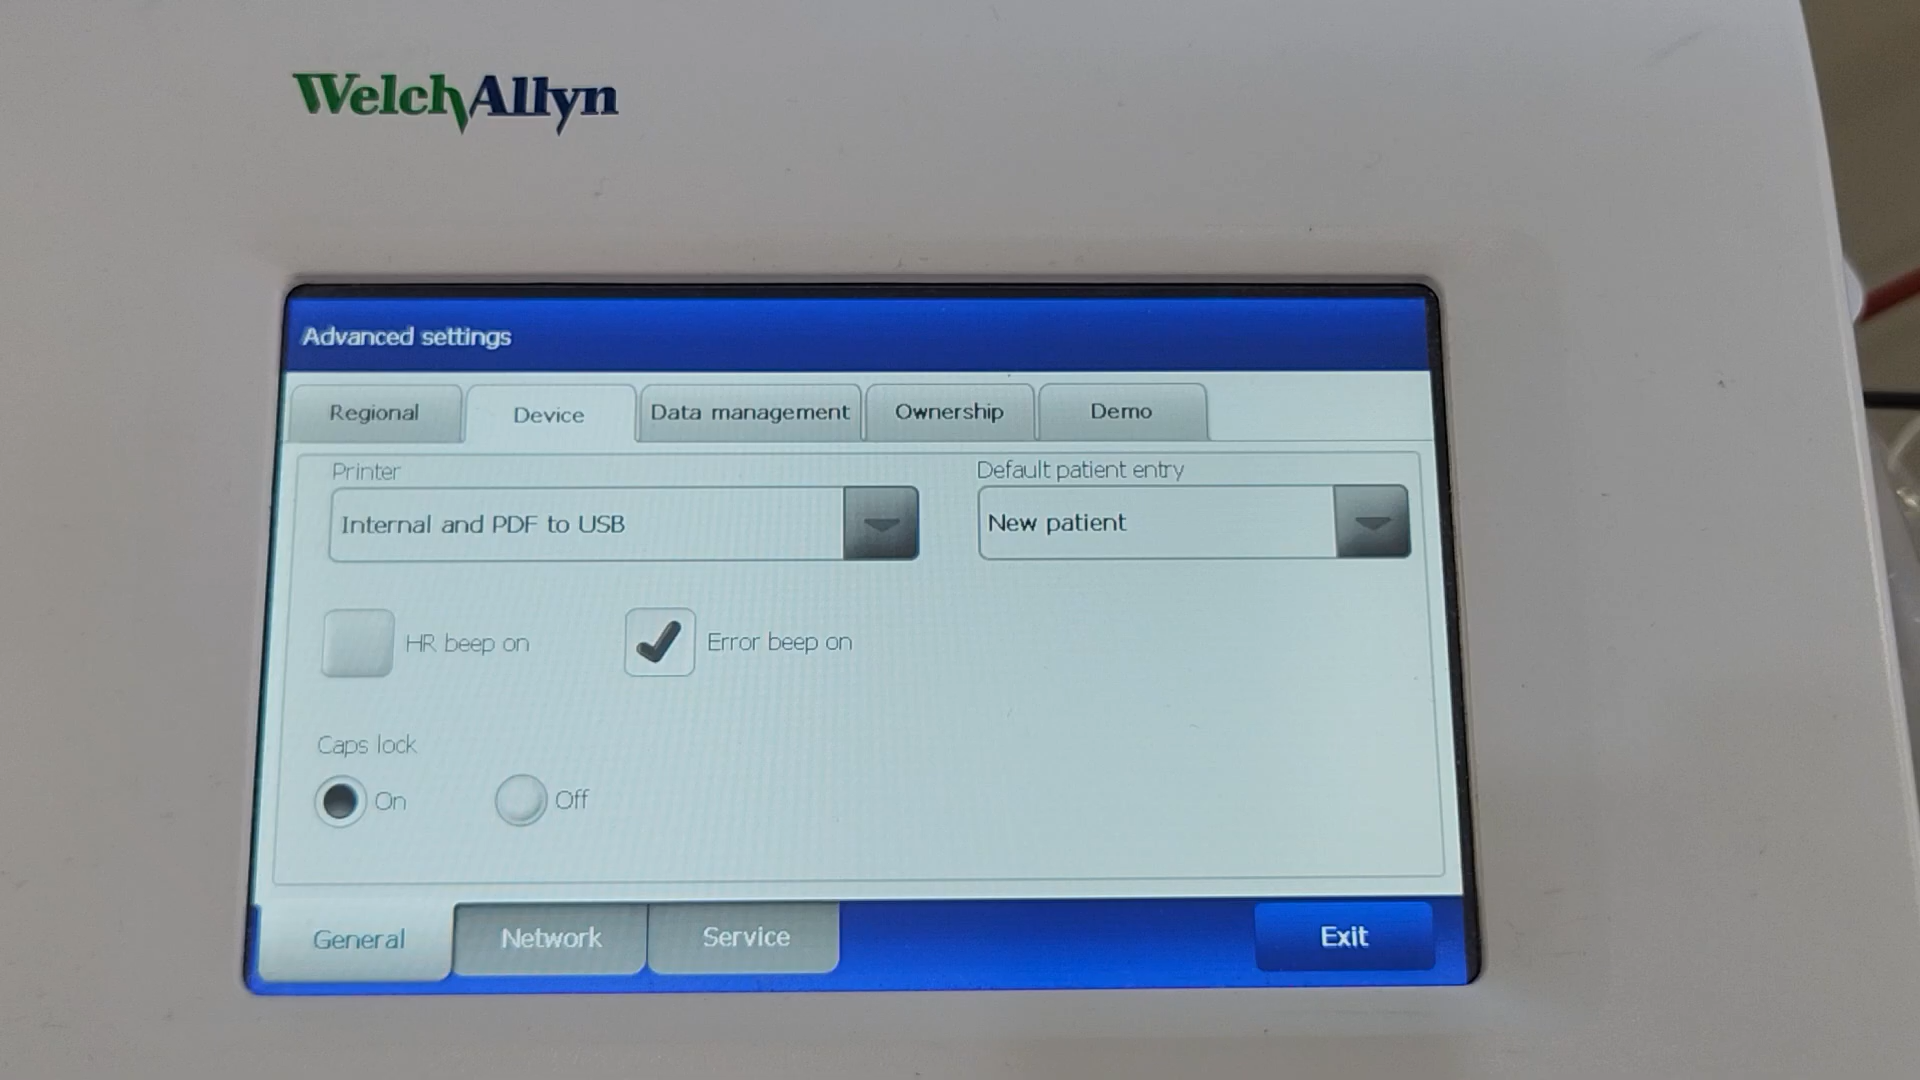 WelchAllyn
Advanced settings
Regional Device Data management Ownership Demo
Printer Default patient entry
Internal and PDF to USB New patient
HR beep on Error beep on
Caps lock
On Off
General Network Service Exit